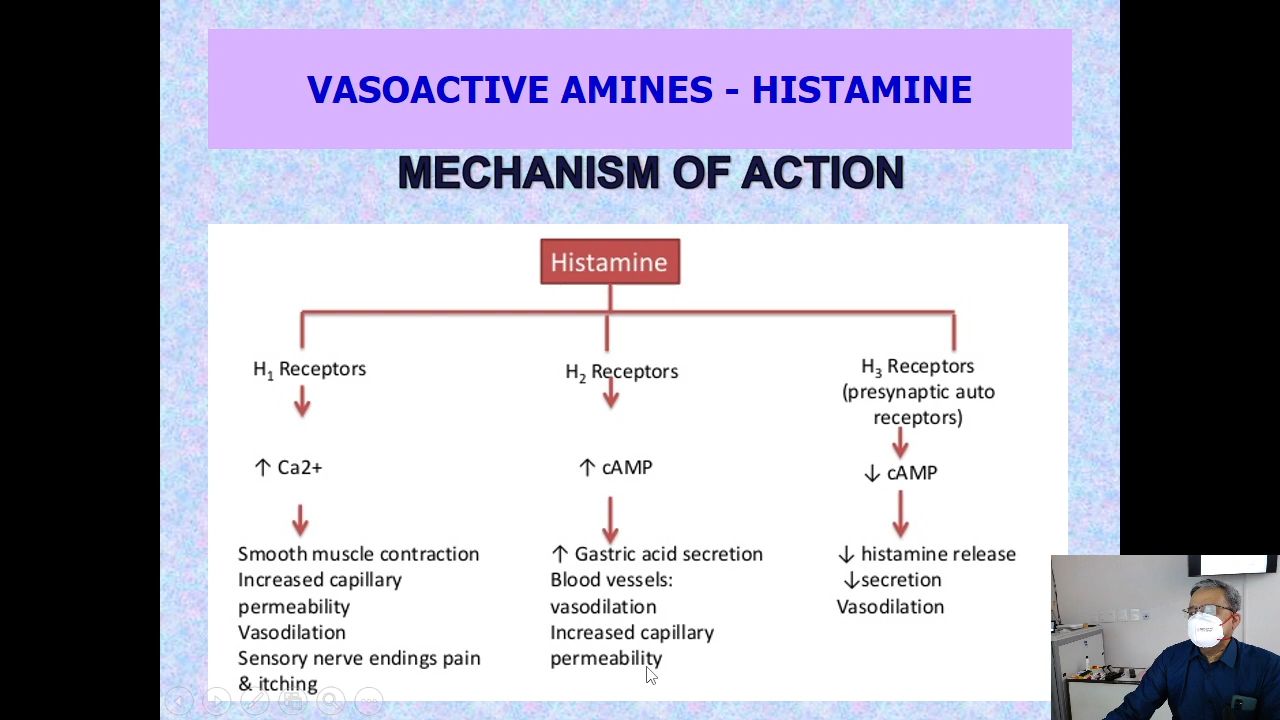 VASOACTIVE AMINES - HISTAMINE
MECHANISM OF ACTION
Histamine
H₁ Receptors
↑ Ca2+
Smooth muscle contraction
Increased capillary
permeability
Vasodilation
Sensory nerve endings pain
& itching
H₂ Receptors
↑ cAMP
↑ Gastric acid secretion
Blood vessels:
vasodilation
Increased capillary
permeability
H₃ Receptors
(presynaptic auto
receptors)
↓ cAMP
↓ histamine release
↓secretion
Vasodilation